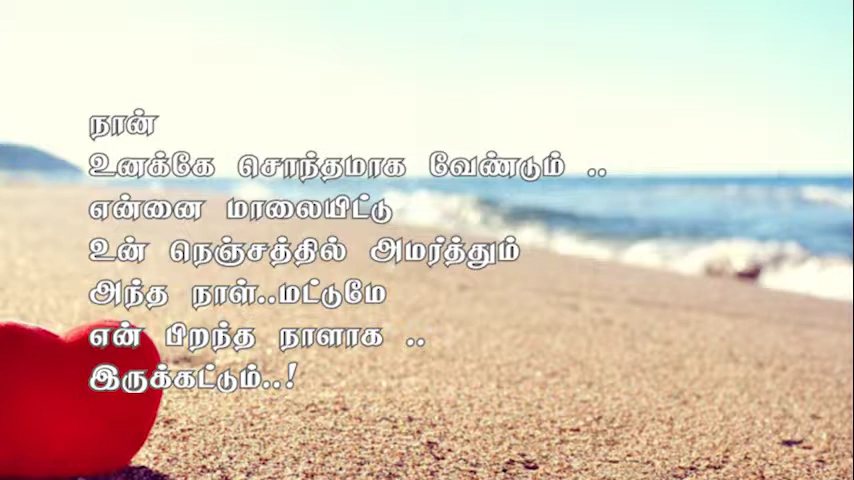 நான்
உனக்கே சொந்தமாக வேண்டும் ..
என்னை மாலையிட்டு
உன் நெஞ்சத்தில் அமர்த்தும்
அந்த நாள்..மட்டுமே
என் பிறந்த நாளாக ..
இருக்கட்டும்..!